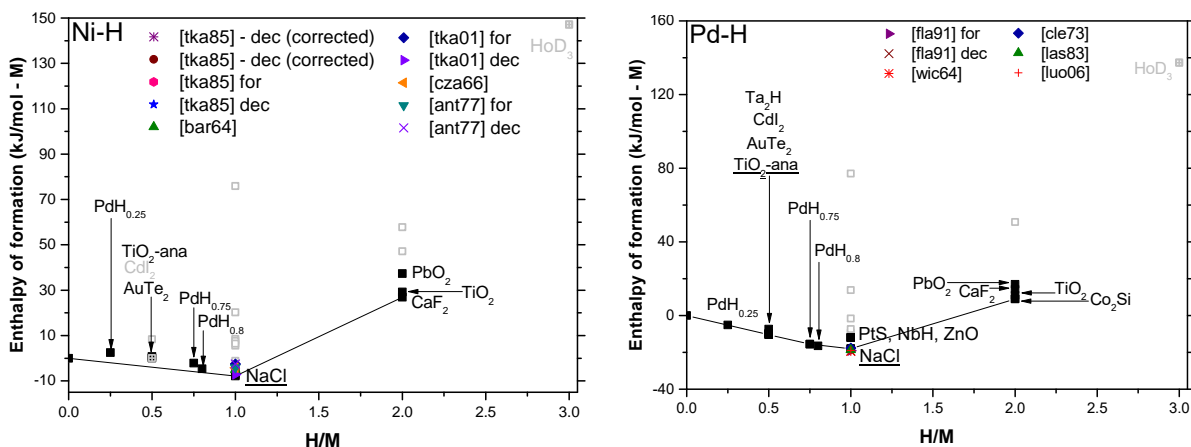 Ni-H
[tka85] - dec (corrected)
[tka85] - dec (corrected)
[tka85] for
[tka85] dec
[bar64]
[tka01] for
[tka01] dec
[cza66]
[ant77] for
[ant77] dec
HoD3
150
130
110
90
70
50
30
10
-10
Enthalpy of formation (kJ/mol - M)
PdH0.25
TiO2-ana
CdI2
AuTe2
PdH0.75
PdH0.8
NaCl
PbO2
TiO2
CaF2
0.0 0.5 1.0 1.5 2.0 2.5 3.0
H/M
Pd-H
[fla91] for
[fla91] dec
[wic64]
[cle73]
[las83]
[luo06]
HoD3
160
120
80
40
0
-40
Enthalpy of formation (kJ/mol - M)
Ta2H
CdI2
AuTe2
TiO2-ana
PdH0.75
PdH0.8
PdH0.25
PbO2
CaF2
TiO2
Co2Si
PtS, NbH, ZnO
NaCl
0.0 0.5 1.0 1.5 2.0 2.5 3.0
H/M